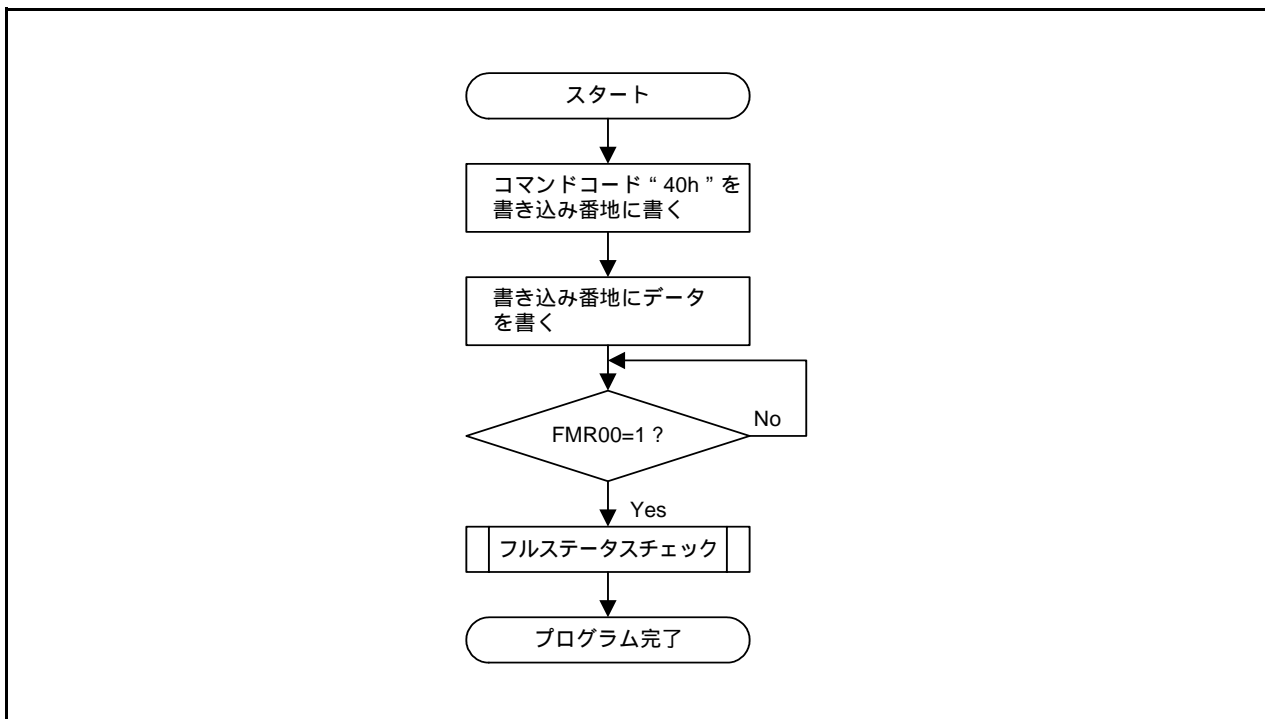 スタート
コマンドコード“ 40h ”を
書き込み番地に書く
書き込み番地にデータ
を書く
FMR00=1 ?
No
Yes
フルステータスチェック
プログラム完了